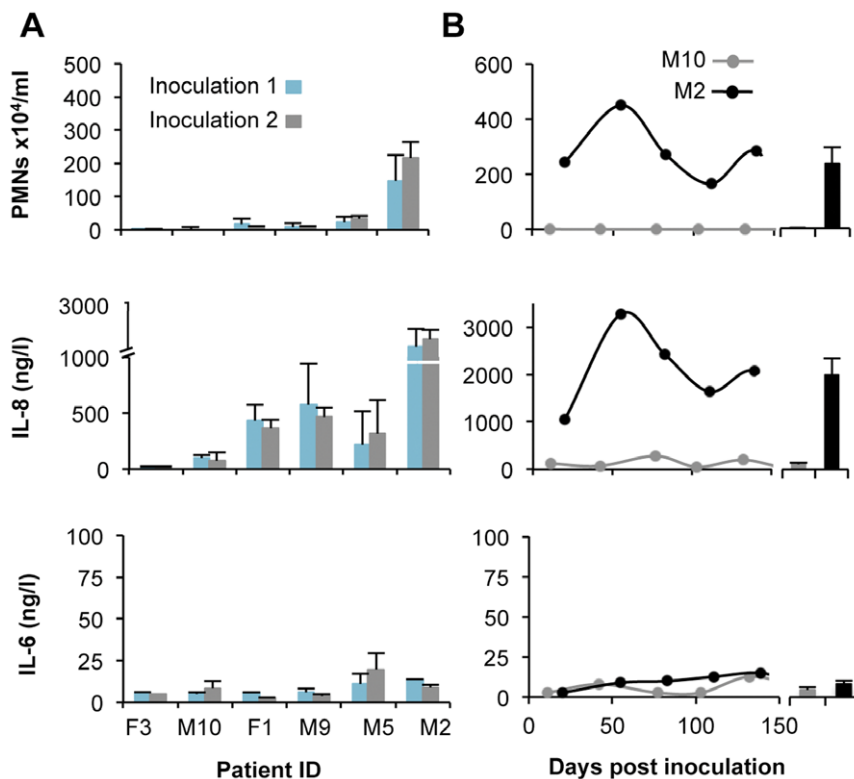 A
B
PMNs x10⁴/ml
500
400
300
200
100
0
Inoculation 1
Inoculation 2
600
400
200
0
M10
M2
IL-8 (ng/l)
3000
1000
500
0
3000
2000
1000
0
IL-6 (ng/l)
100
75
50
25
0
F3 M10 F1 M9 M5 M2
Patient ID
100
75
50
25
0
0 50 100 150
Days post inoculation